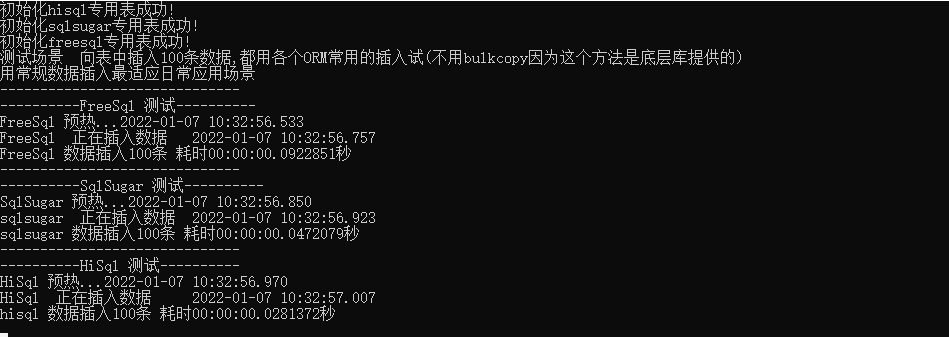 初始化hisql专用表成功!
初始化sqlsugar专用表成功!
初始化freesql专用表成功!
测试场景  向表中插入100条数据,都用各个ORM常用的插入试(不用bulkcopy因为这个方法是底层库提供的)
用常规数据插入最适应日常应用场景
------------------------------
----------FreeSql 测试----------
FreeSql 预热...2022-01-07 10:32:56.533
FreeSql  正在插入数据   2022-01-07 10:32:56.757
FreeSql 数据插入100条 耗时00:00:00.0922851秒
------------------------------
----------SqlSugar 测试----------
SqlSugar 预热...2022-01-07 10:32:56.850
sqlsugar  正在插入数据  2022-01-07 10:32:56.923
sqlsugar 数据插入100条 耗时00:00:00.0472079秒
------------------------------
----------HiSql 测试----------
HiSql 预热...2022-01-07 10:32:56.970
HiSql  正在插入数据     2022-01-07 10:32:57.007
hisql 数据插入100条 耗时00:00:00.0281372秒